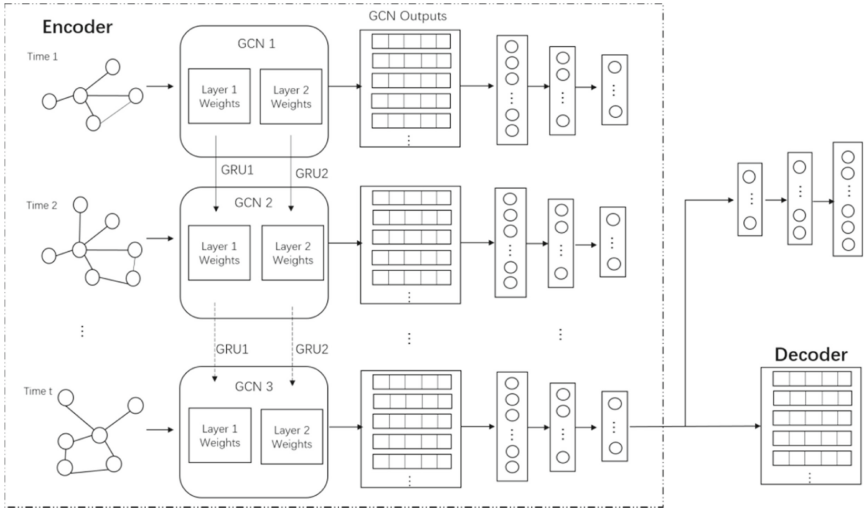 Encoder
GCN Outputs
Time 1
GCN 1
Layer 1
Weights
Layer 2
Weights
GRU1
GRU2
Time 2
GCN 2
Layer 1
Weights
Layer 2
Weights
GRU1
GRU2
Time t
GCN 3
Layer 1
Weights
Layer 2
Weights
Decoder